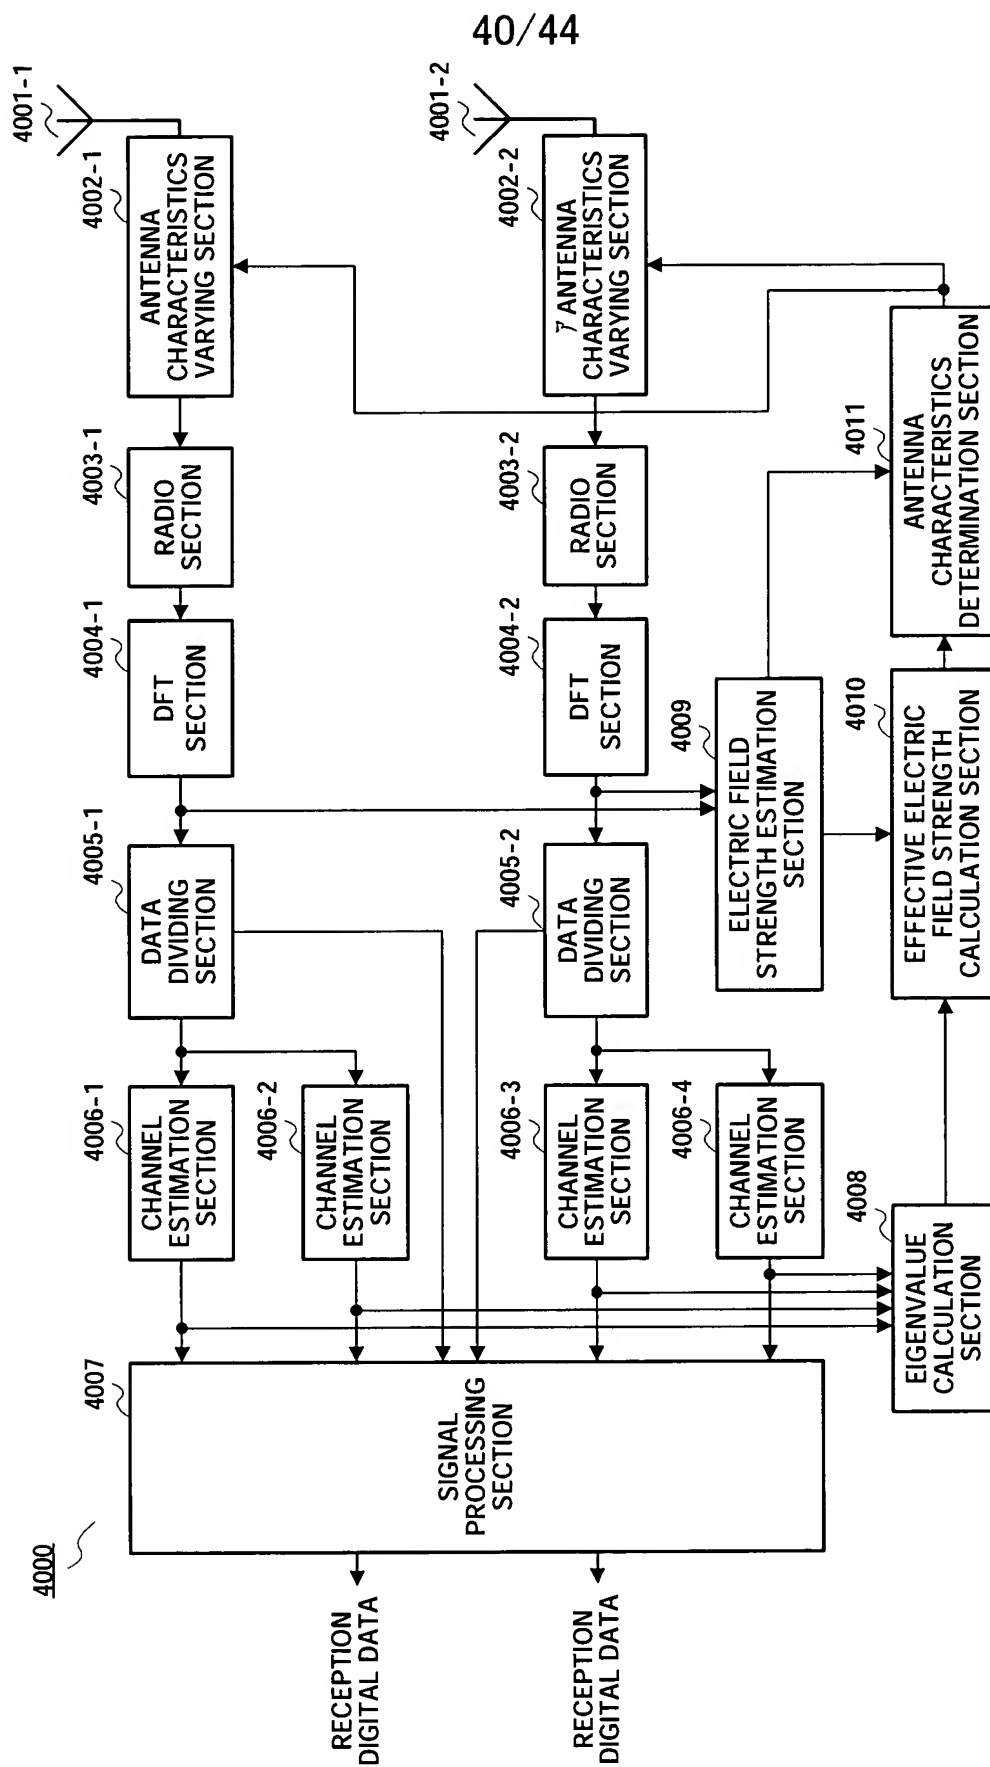 40/44
4000
4001-1
4002-1
ANTENNA
CHARACTERISTICS
VARYING SECTION
4003-1
RADIO
SECTION
4004-1
DFT
SECTION
4005-1
DATA
DIVIDING
SECTION
4006-1
CHANNEL
ESTIMATION
SECTION
4006-2
CHANNEL
ESTIMATION
SECTION
4007
SIGNAL
PROCESSING
SECTION
RECEPTION
DIGITAL DATA
RECEPTION
DIGITAL DATA
4001-2
4002-2
ANTENNA
CHARACTERISTICS
VARYING SECTION
4003-2
RADIO
SECTION
4004-2
DFT
SECTION
4005-2
DATA
DIVIDING
SECTION
4006-3
CHANNEL
ESTIMATION
SECTION
4006-4
CHANNEL
ESTIMATION
SECTION
4009
ELECTRIC FIELD
STRENGTH ESTIMATION
SECTION
4008
EIGENVALUE
CALCULATION
SECTION
4010
EFFECTIVE ELECTRIC
FIELD STRENGTH
CALCULATION SECTION
4011
ANTENNA
CHARACTERISTICS
DETERMINATION SECTION